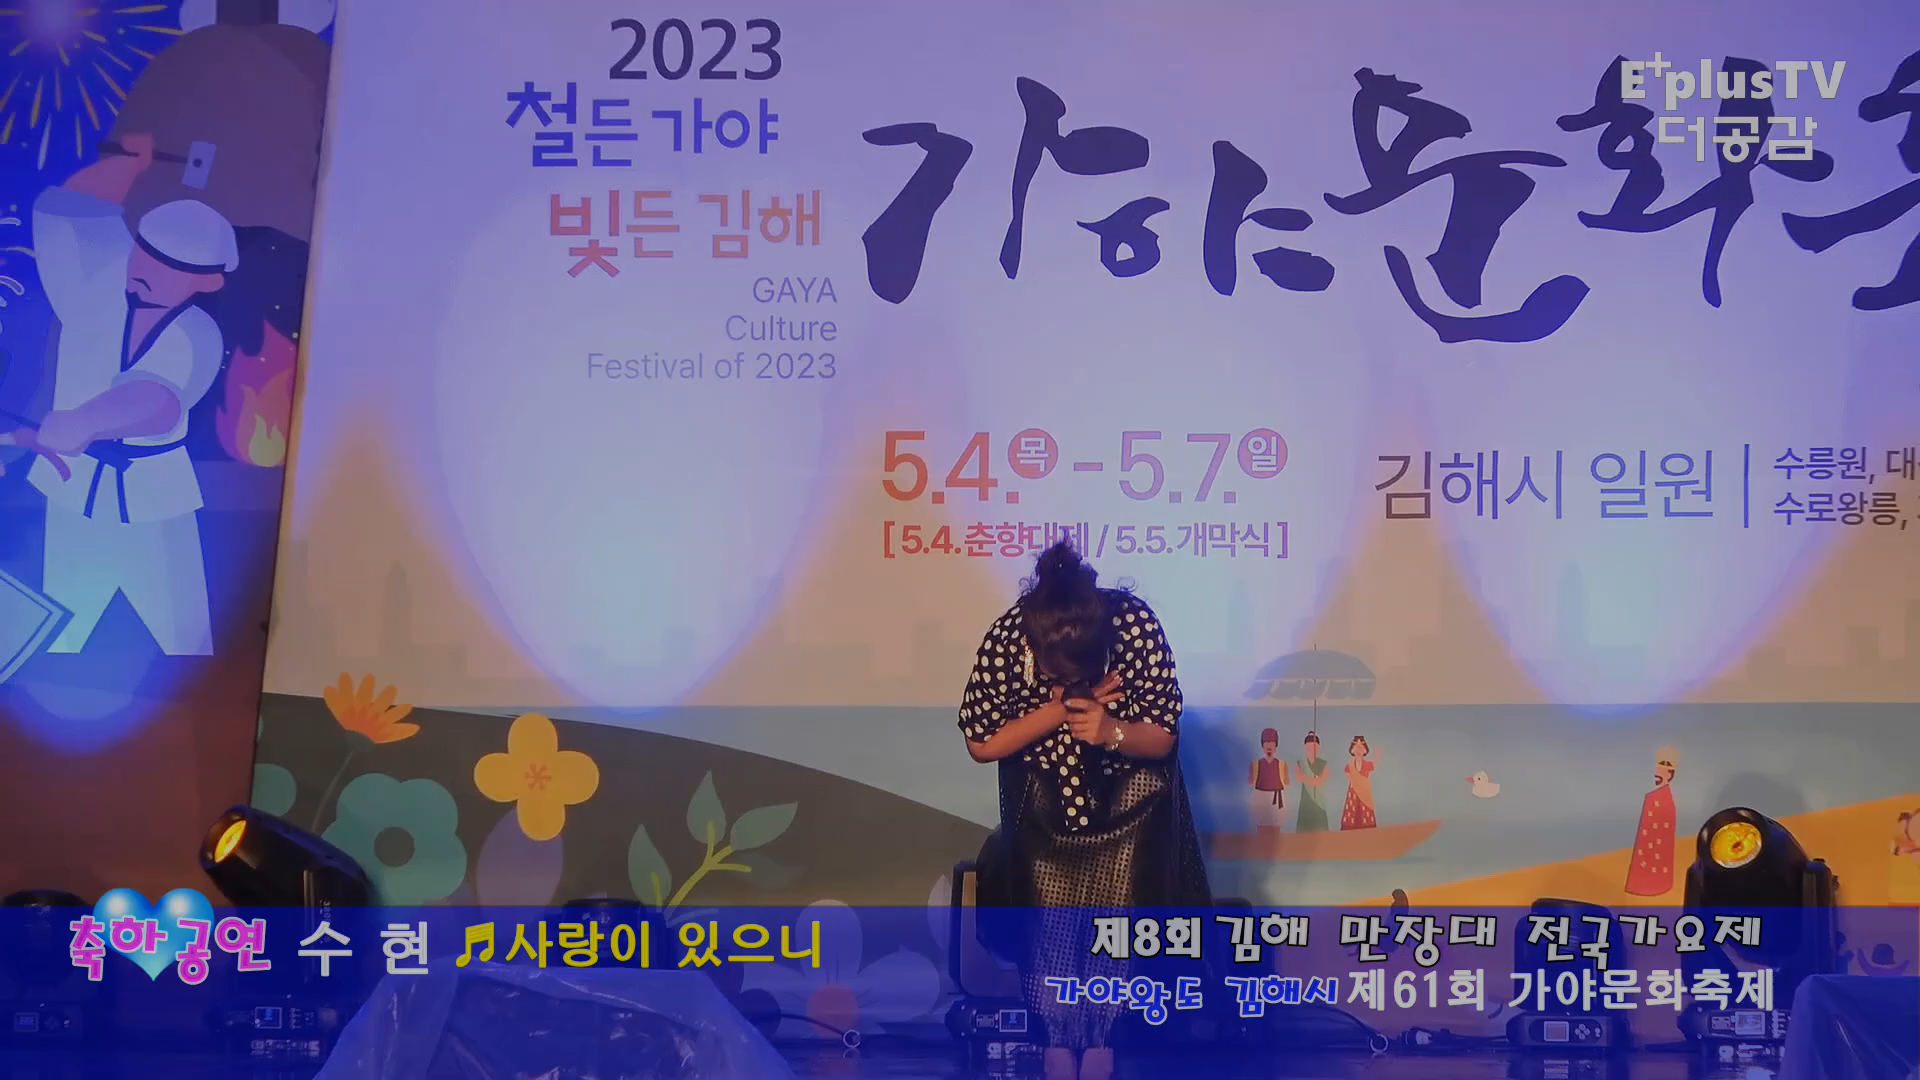 2023
철든 가야
빛든 김해
GAYA
Culture
Festival of 2023
가야문화
E+plusTV
더공감
5.4.목-5.7.일
[5.4.춘향대제/5.5.개막식]
김해시 일원
수릉원,
수로왕릉,
축하공연 수 현 ♬사랑이 있으니
제8회 김해 만장대 전국가요제
가야왕도 김해시 제61회 가야문화축제